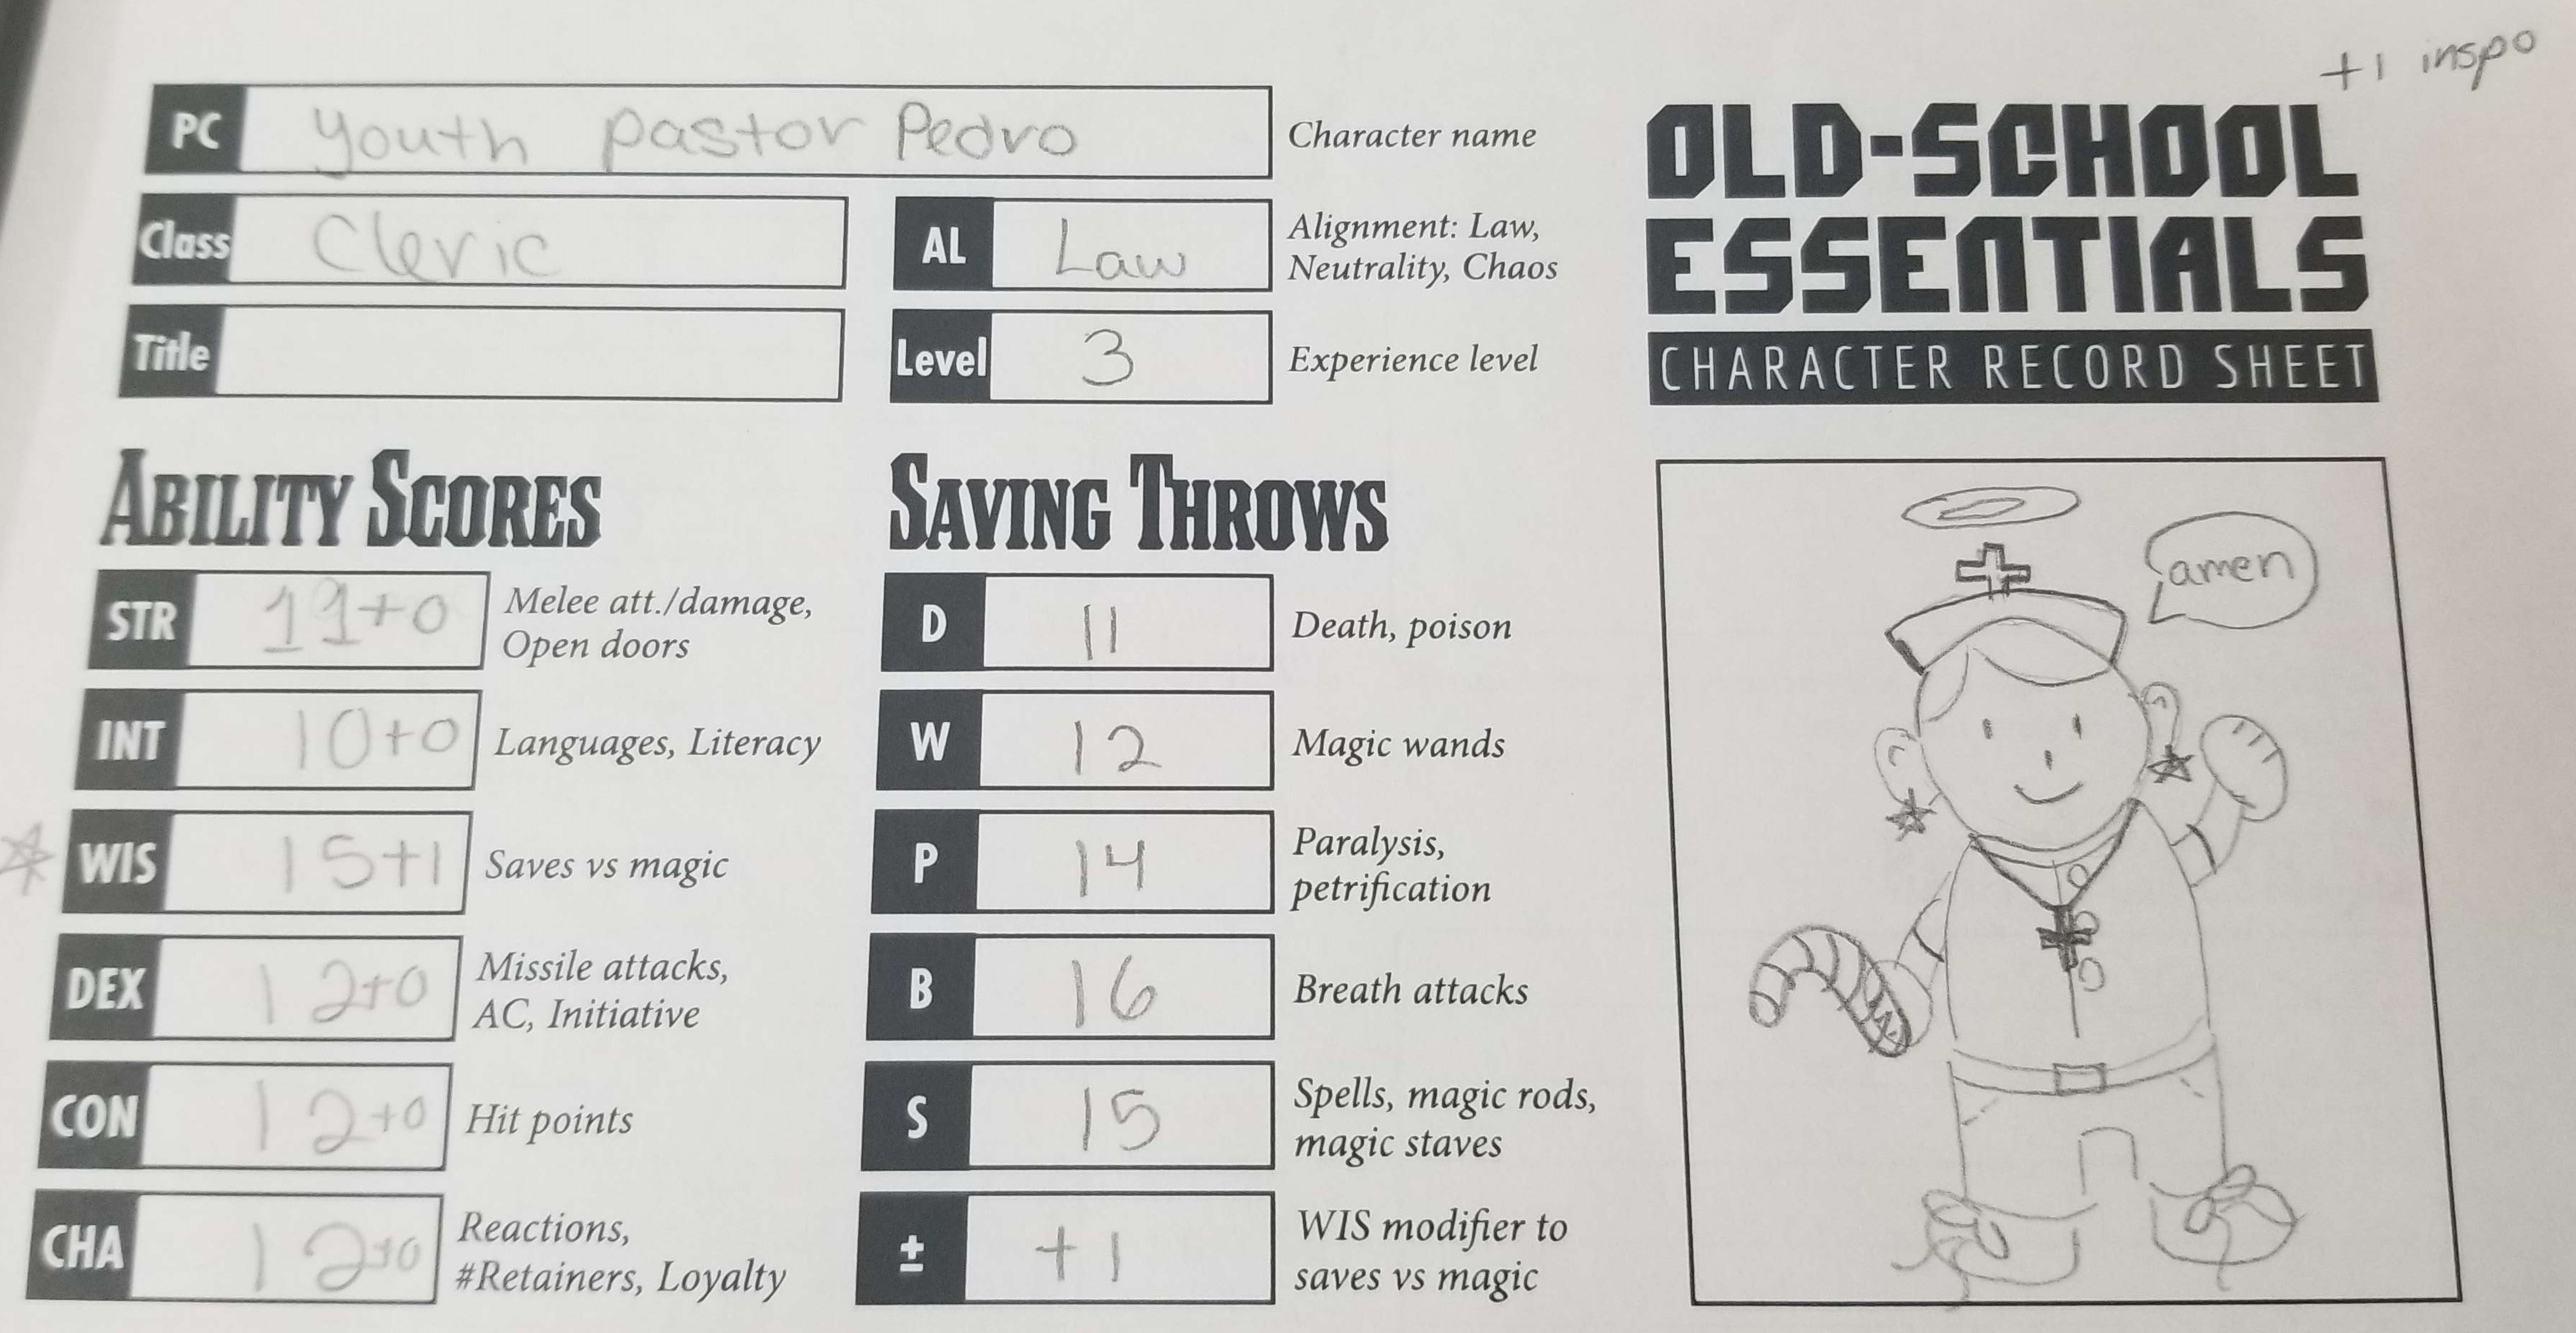 +1 inspo
PC youth pastor Pedro Character name
OLD-SCHOOL
ESSENTIALS
CHARACTER RECORD SHEET
Class Cleric
AL Law Alignment: Law,
Neutrality, Chaos
Title
Level 3 Experience level
ABILITY SCORES
STR 11+0 Melee att./damage,
Open doors
INT 10+0 Languages, Literacy
WIS 15+1 Saves vs magic
DEX 12+0 Missile attacks,
AC, Initiative
CON 12+0 Hit points
CHA 12+0 Reactions,
#Retainers, Loyalty
SAVING THROWS
D 11 Death, poison
W 12 Magic wands
P 14 Paralysis,
petrification
B 16 Breath attacks
S 15 Spells, magic rods,
magic staves
± +1 WIS modifier to
saves vs magic
amen